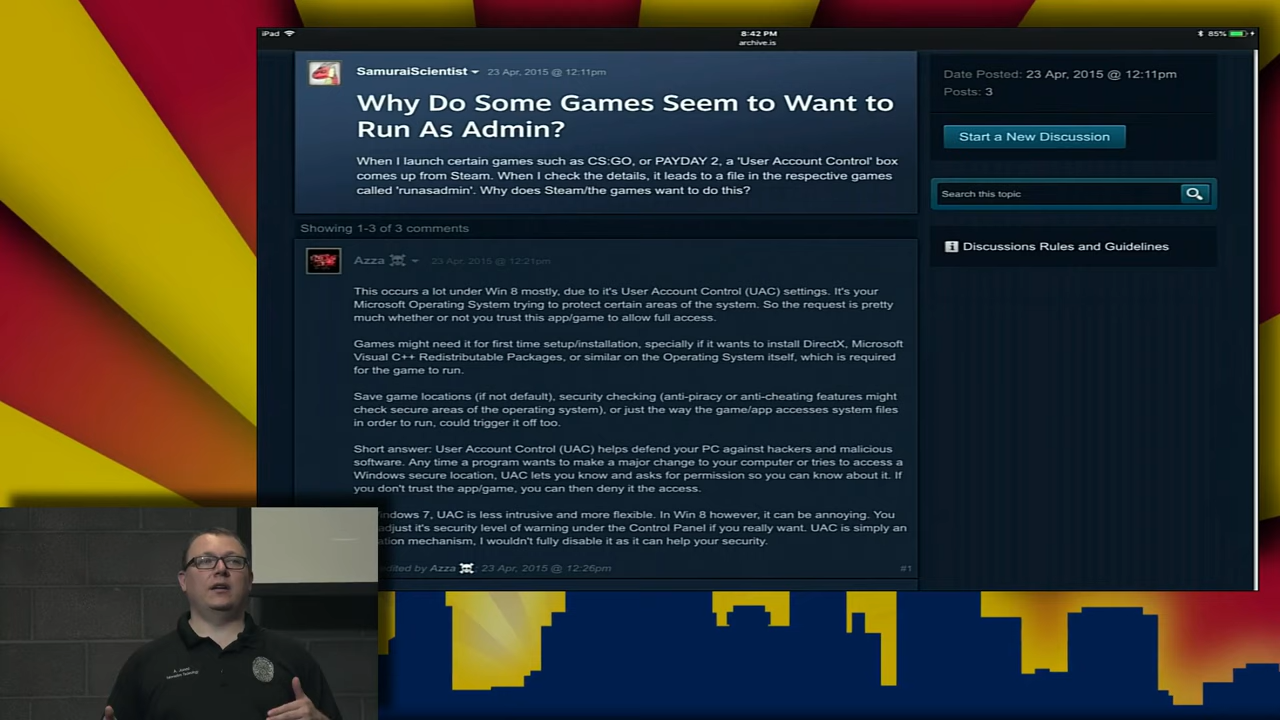 iPad
8:42 PM
85%
archive.is
SamuraiScientist 23 Apr, 2015 @ 12:11pm
Why Do Some Games Seem to Want to
Run As Admin?
When I launch certain games such as CS:GO, or PAYDAY 2, a 'User Account Control' box
comes up from Steam. When I check the details, it leads to a file in the respective games
called 'runasadmin'. Why does Steam/the games want to do this?
Date Posted: 23 Apr, 2015 @ 12:11pm
Posts: 3
Start a New Discussion
Search this topic
Discussions Rules and Guidelines
Showing 1-3 of 3 comments
Azza 23 Apr, 2015 @ 12:21pm
This occurs a lot under Win 8 mostly, due to it's User Account Control (UAC) settings. It's your
Microsoft Operating System trying to protect certain areas of the system. So the request is pretty
much whether or not you trust this app/game to allow full access.
Games might need it for first time setup/installation, specially if it wants to install DirectX, Microsoft
Visual C++ Redistributable Packages, or similar on the Operating System itself, which is required
for the game to run.
Save game locations (if not default), security checking (anti-piracy or anti-cheating features might
check secure areas of the operating system), or just the way the game/app accesses system files
in order to run, could trigger it off too.
Short answer: User Account Control (UAC) helps defend your PC against hackers and malicious
software. Any time a program wants to make a major change to your computer or tries to access a
Windows secure location, UAC lets you know and asks for permission so you can know about it. If
you don't trust the app/game, you can then deny it the access.
indows 7, UAC is less intrusive and more flexible. In Win 8 however, it can be annoying. You
adjust it's security level of warning under the Control Panel if you really want. UAC is simply an
ation mechanism, I wouldn't fully disable it as it can help your security.
edited by Azza : 23 Apr, 2015 @ 12:26pm
#1